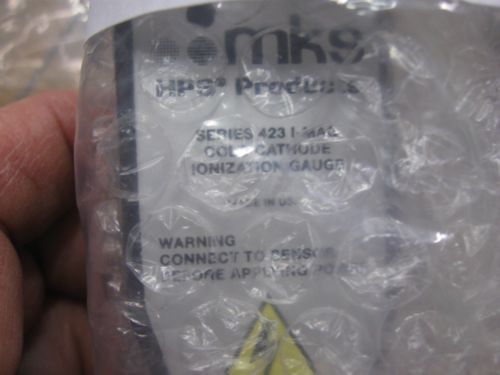 mks
HPS® Products
SERIES 423 I-MAG
COLD CATHODE
IONIZATION GAUGE
MADE IN USA
WARNING
CONNECT TO SENSOR
BEFORE APPLYING POWER